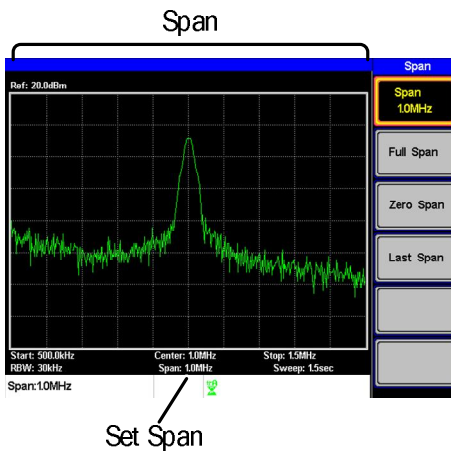 Span
Span
Ref: 20.0dBm
Span
1.0MHz
Full Span
Zero Span
Last Span
Start: 500.0kHz Center: 1.0MHz Stop: 1.5MHz
RBW: 30kHz Span: 1.0MHz Sweep: 1.5sec
Span:1.0MHz
Set Span